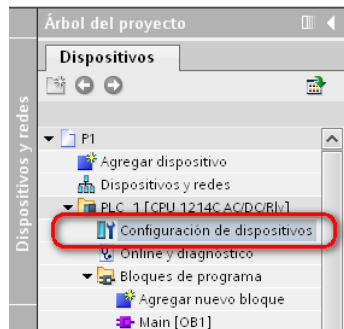 Árbol del proyecto
Dispositivos
Dispositivos y redes
P1
Agregar dispositivo
Dispositivos y redes
PLC_1 [CPU 1214C AC/DC/Rly]
Configuración de dispositivos
Online y diagnóstico
Bloques de programa
Agregar nuevo bloque
Main [OB1]